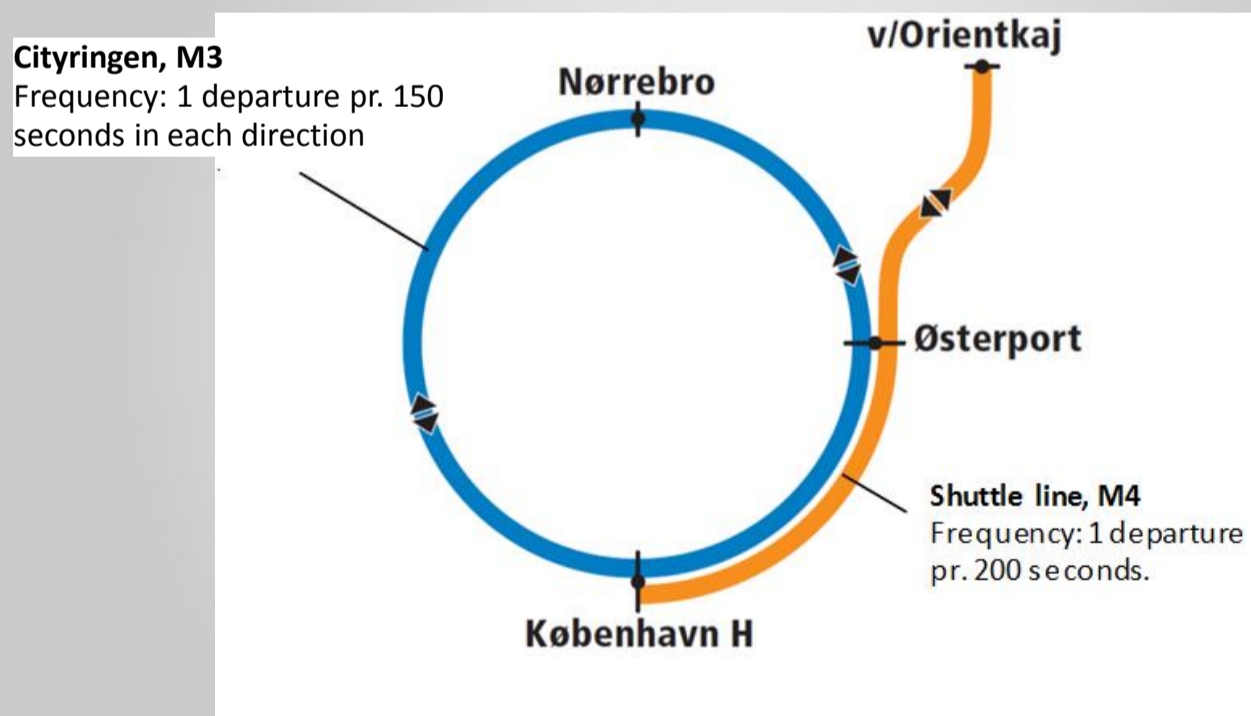 Cityringen, M3
Frequency: 1 departure pr. 150
seconds in each direction
v/Orientkaj
Nørrebro
Østerport
Shuttle line, M4
Frequency: 1 departure
pr. 200 seconds.
København H